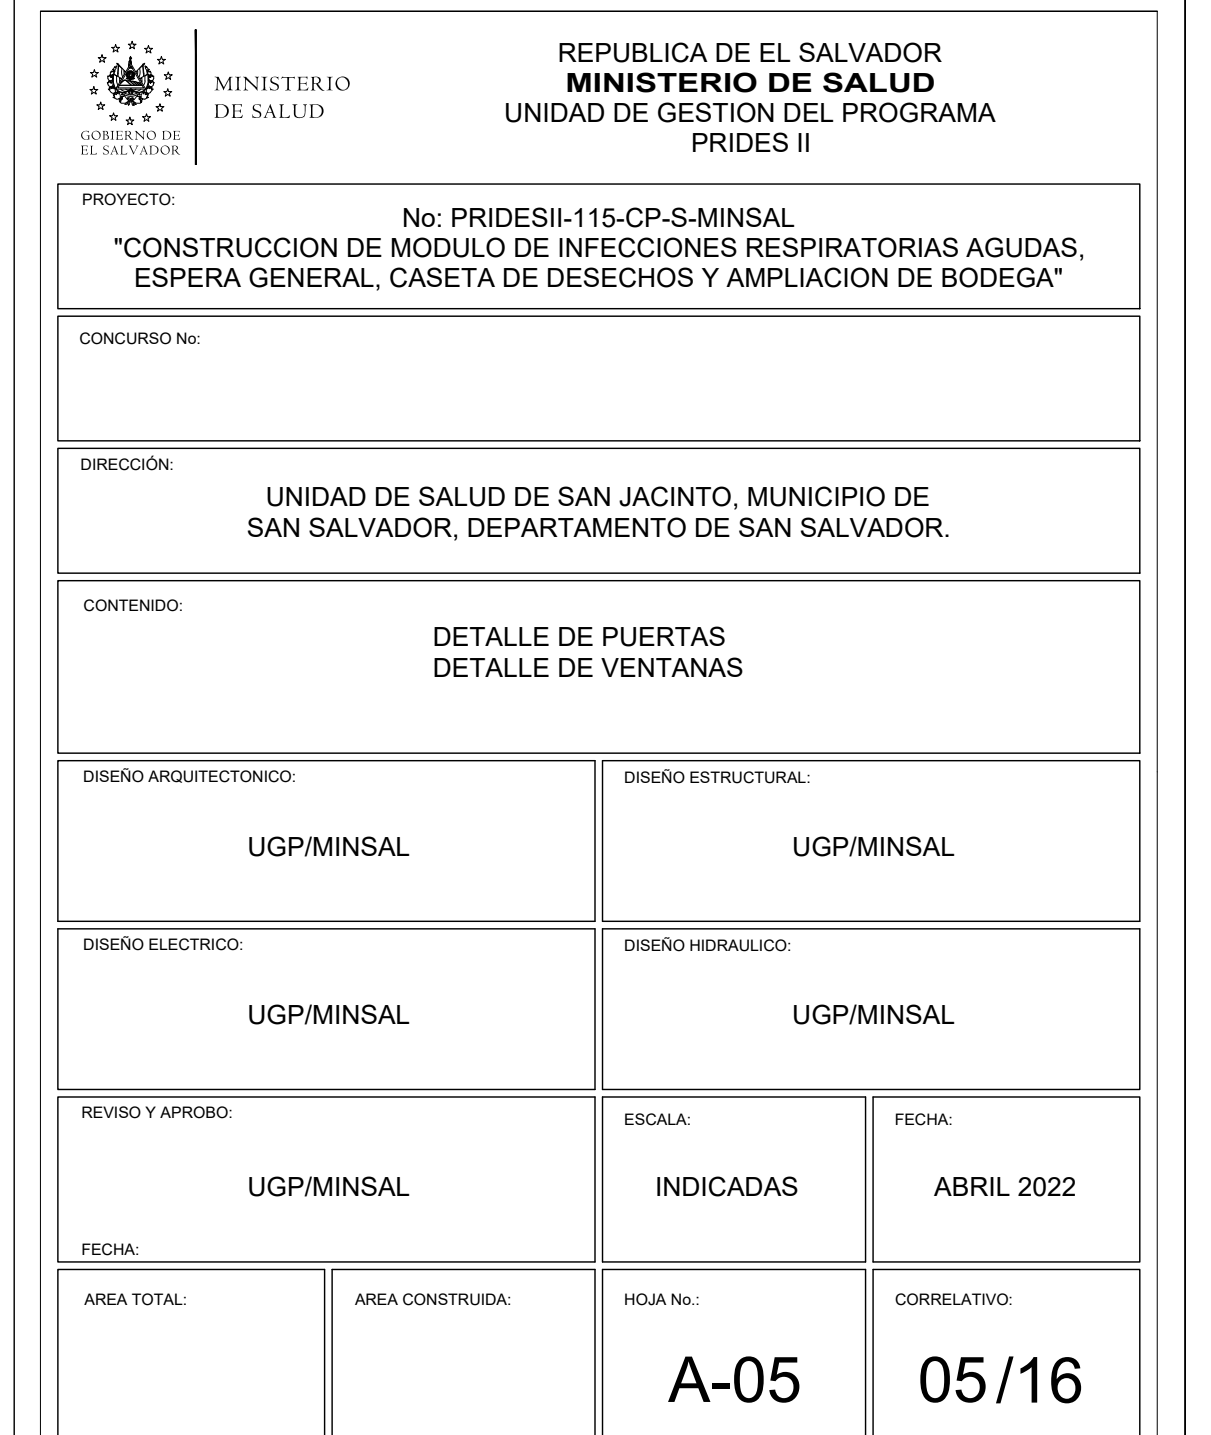 GOBIERNO DE
EL SALVADOR
MINISTERIO
DE SALUD
REPUBLICA DE EL SALVADOR
MINISTERIO DE SALUD
UNIDAD DE GESTION DEL PROGRAMA
PRIDES II
PROYECTO:
No: PRIDESII-115-CP-S-MINSAL
"CONSTRUCCION DE MODULO DE INFECCIONES RESPIRATORIAS AGUDAS,
ESPERA GENERAL, CASETA DE DESECHOS Y AMPLIACION DE BODEGA"
CONCURSO No:
DIRECCIÓN:
UNIDAD DE SALUD DE SAN JACINTO, MUNICIPIO DE
SAN SALVADOR, DEPARTAMENTO DE SAN SALVADOR.
CONTENIDO:
DETALLE DE PUERTAS
DETALLE DE VENTANAS
DISEÑO ARQUITECTONICO:
UGP/MINSAL
DISEÑO ESTRUCTURAL:
UGP/MINSAL
DISEÑO ELECTRICO:
UGP/MINSAL
DISEÑO HIDRAULICO:
UGP/MINSAL
REVISO Y APROBO:
UGP/MINSAL
FECHA:
ESCALA:
INDICADAS
FECHA:
ABRIL 2022
AREA TOTAL:
AREA CONSTRUIDA:
HOJA No.:
A-05
CORRELATIVO:
05/16